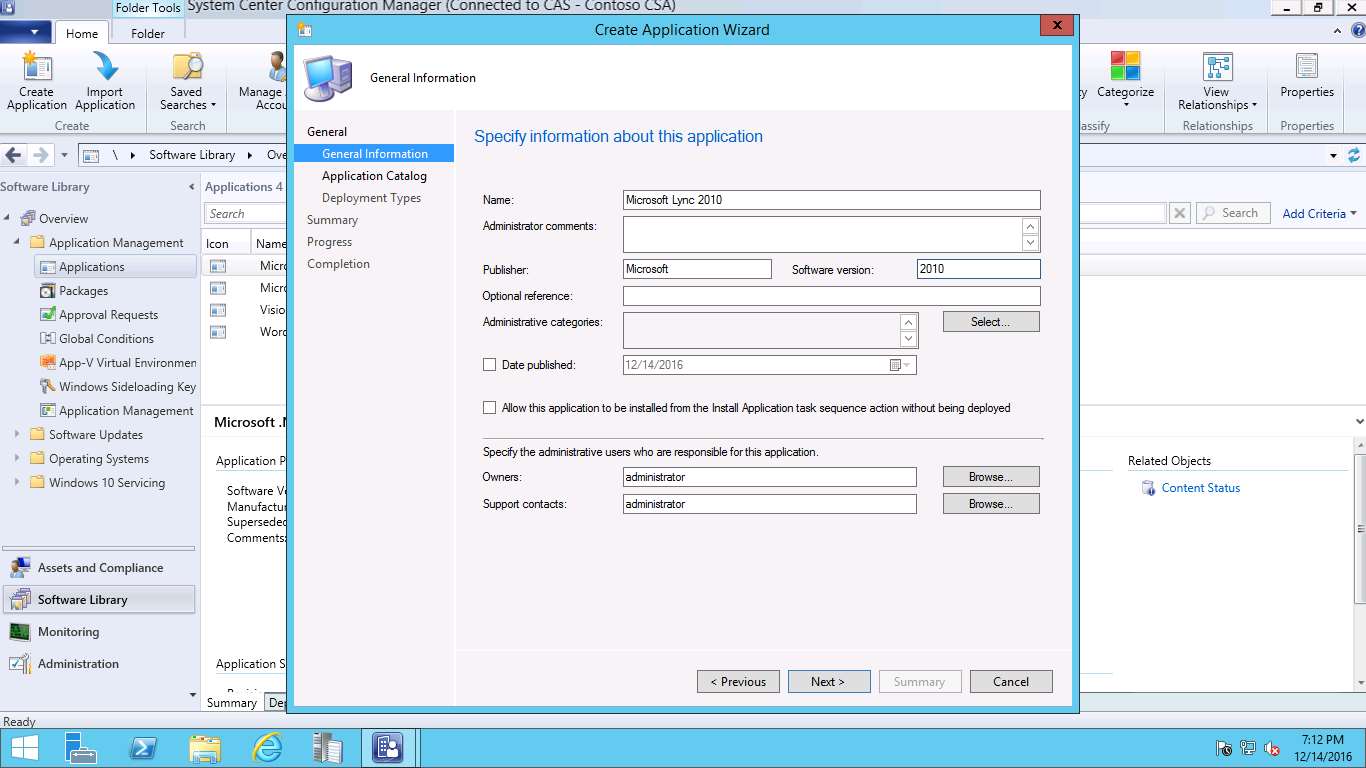 Folder Tools
System Center Configuration Manager (Connected to CAS - Contoso CSA)
Home
Folder
Create Application
Import Application
Saved Searches
Manage
Accou
Create
Search
Categorize
View Relationships
Properties
assify
Relationships
Properties
\ Software Library
Ove
Software Library
Overview
Application Management
Applications
Packages
Approval Requests
Global Conditions
App-V Virtual Environmen
Windows Sideloading Key
Application Management
Software Updates
Operating Systems
Windows 10 Servicing
Assets and Compliance
Software Library
Monitoring
Administration
Applications 4
Search
Search
Add Criteria
Icon
Name
Micro
Micro
Visio
Word
Microsoft .N
Application P
Software Ve
Manufactur
Superseded
Comments:
Application S
Summary
Dep
Related Objects
Content Status
Create Application Wizard
General Information
General
General Information
Application Catalog
Deployment Types
Summary
Progress
Completion
Specify information about this application
Name: Microsoft Lync 2010
Administrator comments:
Publisher: Microsoft Software version: 2010
Optional reference:
Administrative categories: Select...
Date published: 12/14/2016
Allow this application to be installed from the Install Application task sequence action without being deployed
Specify the administrative users who are responsible for this application.
Owners: administrator Browse...
Support contacts: administrator Browse...
< Previous Next > Summary Cancel
Ready
7:12 PM
12/14/2016